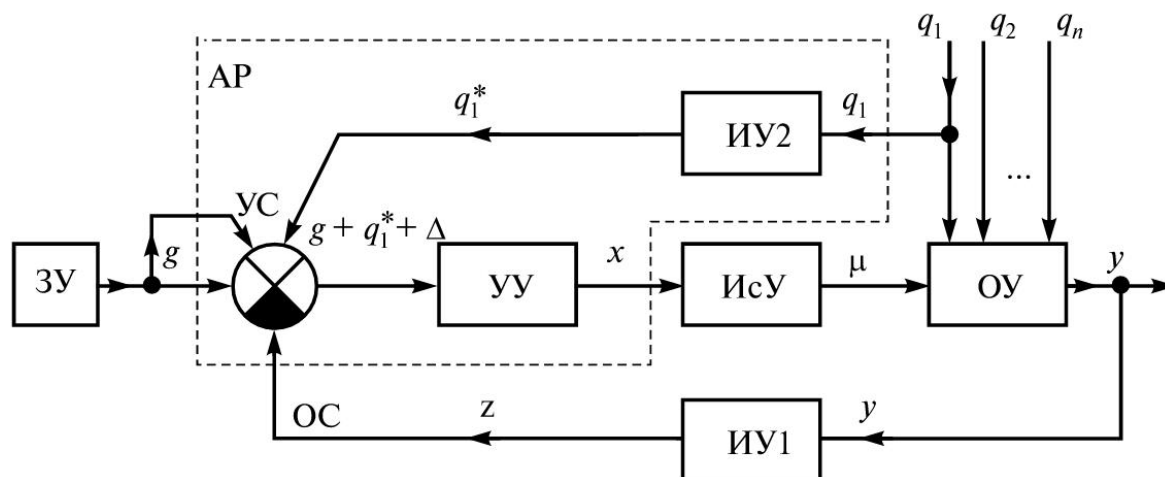 q₁ q₂ qₙ
АР
q₁* ИУ2 q₁
...
УС
g + q₁* + Δ
ЗУ g УУ x ИсУ μ ОУ y
ОС z ИУ1 y